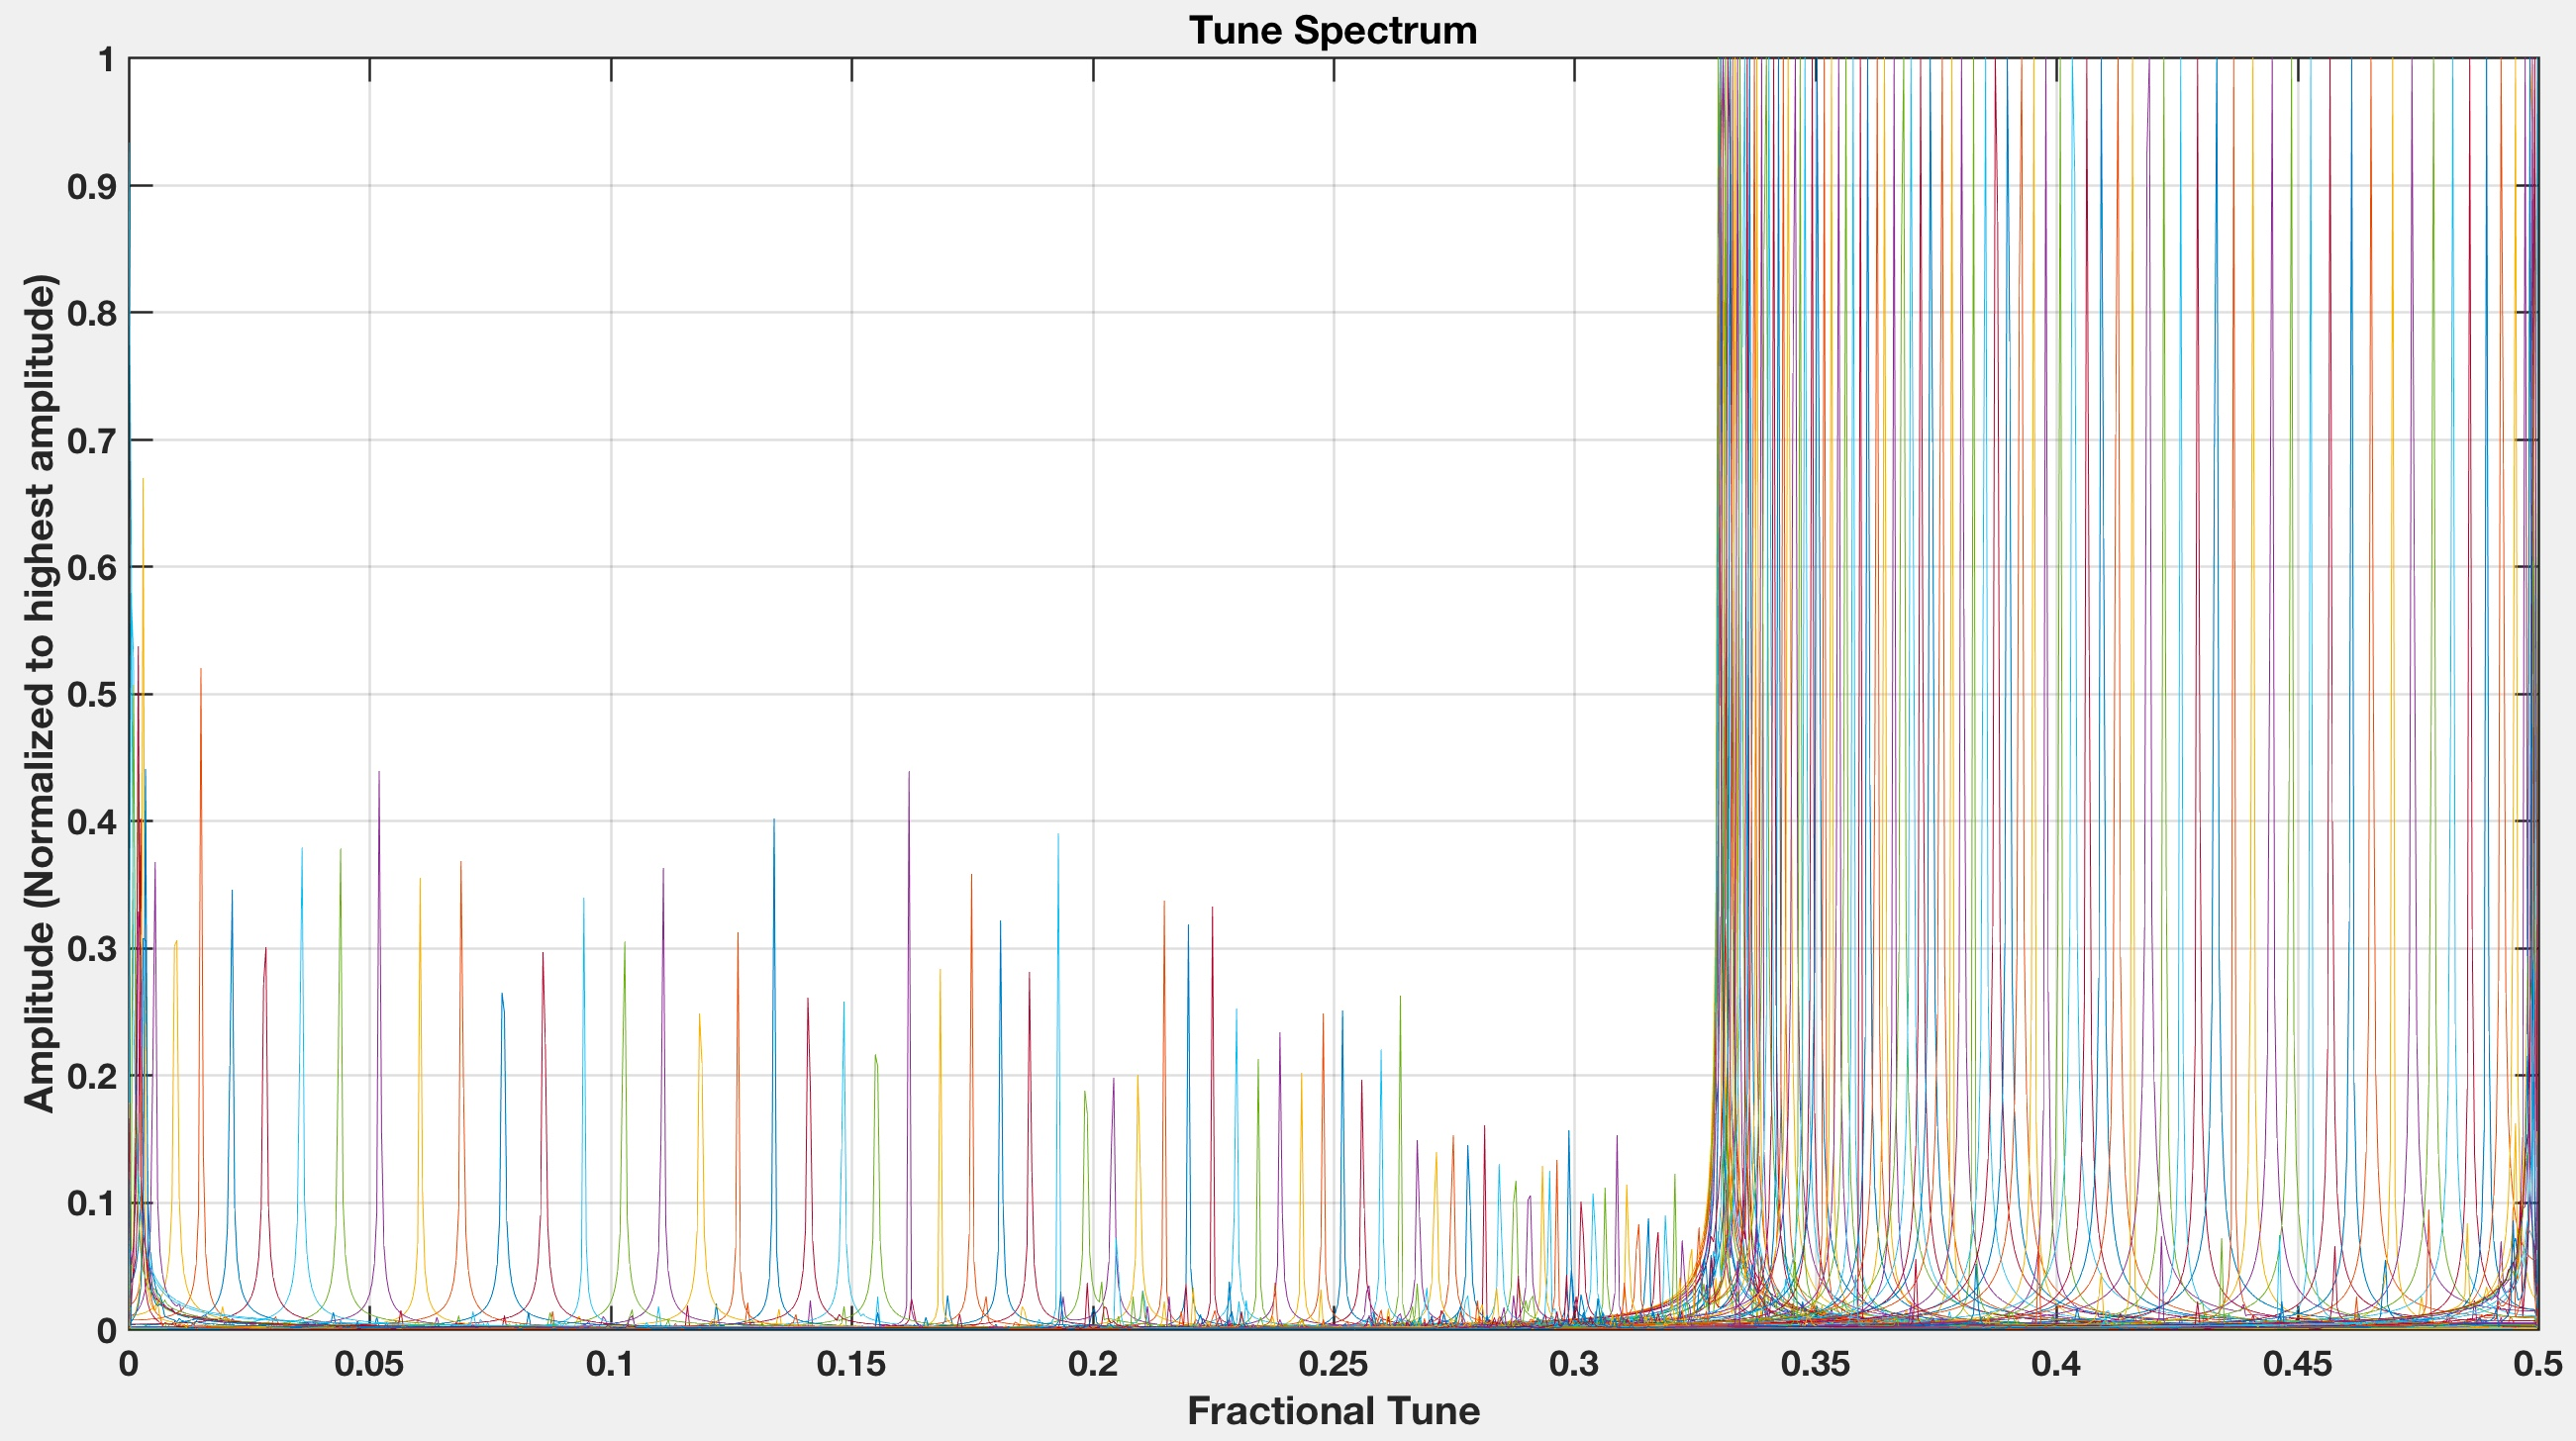 Tune Spectrum
Amplitude (Normalized to highest amplitude)
1
0.9
0.8
0.7
0.6
0.5
0.4
0.3
0.2
0.1
0
0 0.05 0.1 0.15 0.2 0.25 0.3 0.35 0.4 0.45 0.5
Fractional Tune